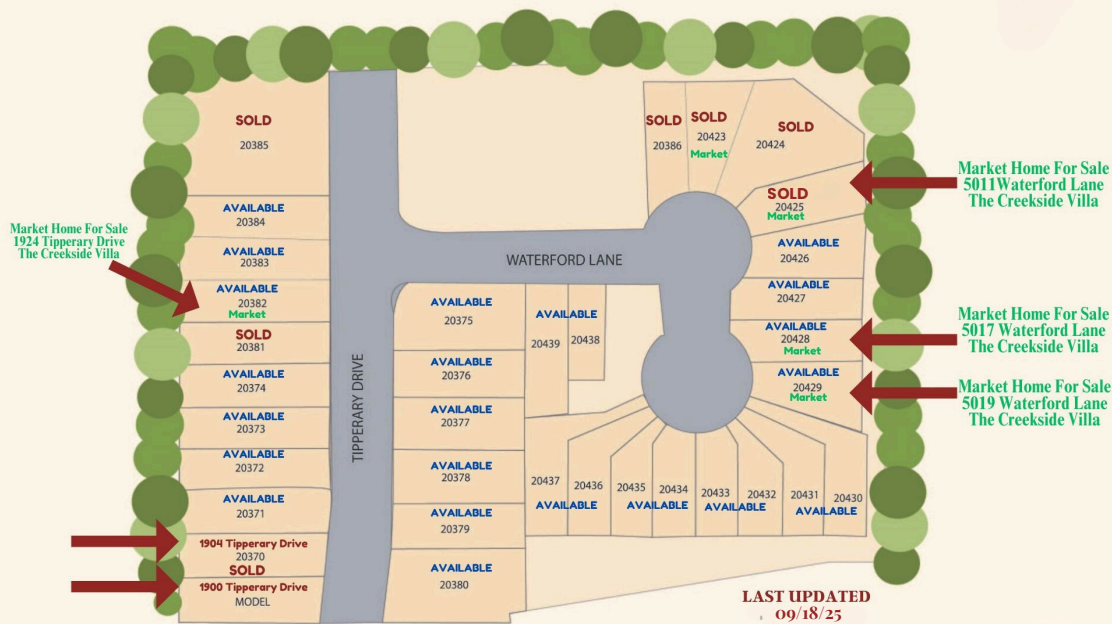 SOLD
20385
AVAILABLE
20384
AVAILABLE
20383
Market Home For Sale
1924 Tipperary Drive
The Creekside Villa
AVAILABLE
20382
Market
SOLD
20381
AVAILABLE
20374
AVAILABLE
20373
AVAILABLE
20372
AVAILABLE
20371
1904 Tipperary Drive
20370
SOLD
1900 Tipperary Drive
MODEL
TIPPERARY DRIVE
WATERFORD LANE
AVAILABLE
20375
AVAILABLE
20376
AVAILABLE
20377
AVAILABLE
20378
AVAILABLE
20379
AVAILABLE
20380
AVAILABLE
20439 20438
SOLD
20386
SOLD
20423
Market
SOLD
20424
SOLD
20425
Market
Market Home For Sale
5011Waterford Lane
The Creekside Villa
AVAILABLE
20426
AVAILABLE
20427
AVAILABLE
20428
Market
Market Home For Sale
5017 Waterford Lane
The Creekside Villa
AVAILABLE
20429
Market
Market Home For Sale
5019 Waterford Lane
The Creekside Villa
20437 20436 20435 20434 20433 20432 20431 20430
AVAILABLE AVAILABLE AVAILABLE AVAILABLE
LAST UPDATED
09/18/25